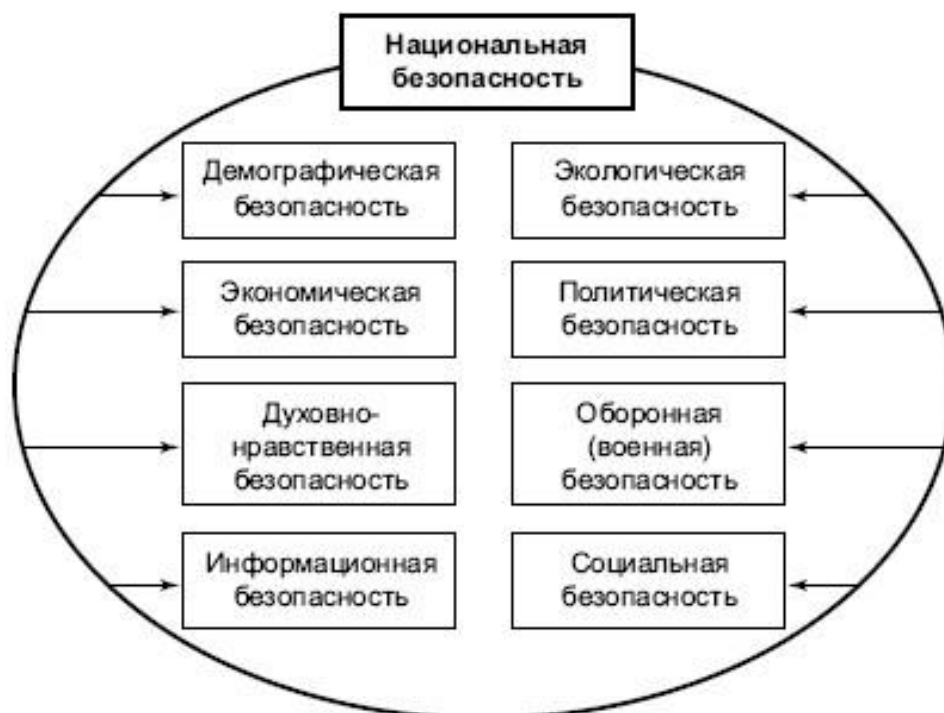 Национальная
безопасность
Демографическая
безопасность
Экологическая
безопасность
Экономическая
безопасность
Политическая
безопасность
Духовно-
нравственная
безопасность
Оборонная
(военная)
безопасность
Информационная
безопасность
Социальная
безопасность